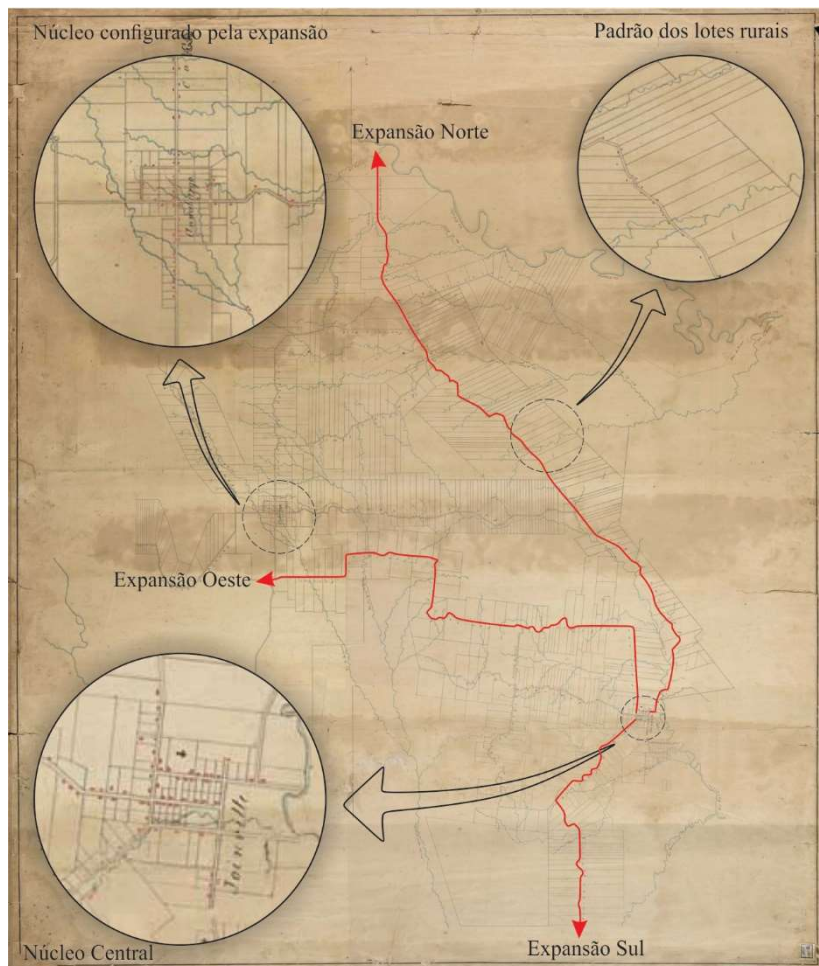 Núcleo configurado pela expansão
Padrão dos lotes rurais
Expansão Norte
Expansão Oeste
Joinville
Núcleo Central
Expansão Sul